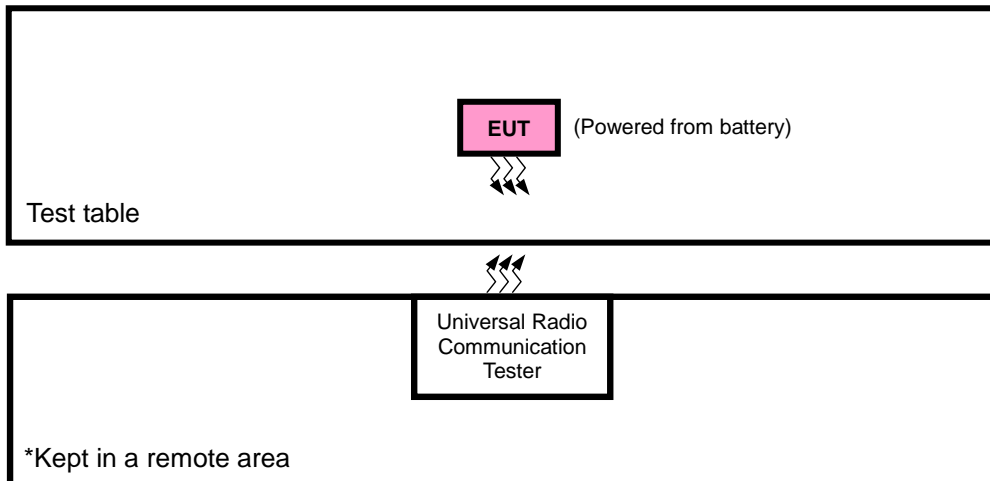 EUT
(Powered from battery)
Test table
Universal Radio
Communication
Tester
*Kept in a remote area